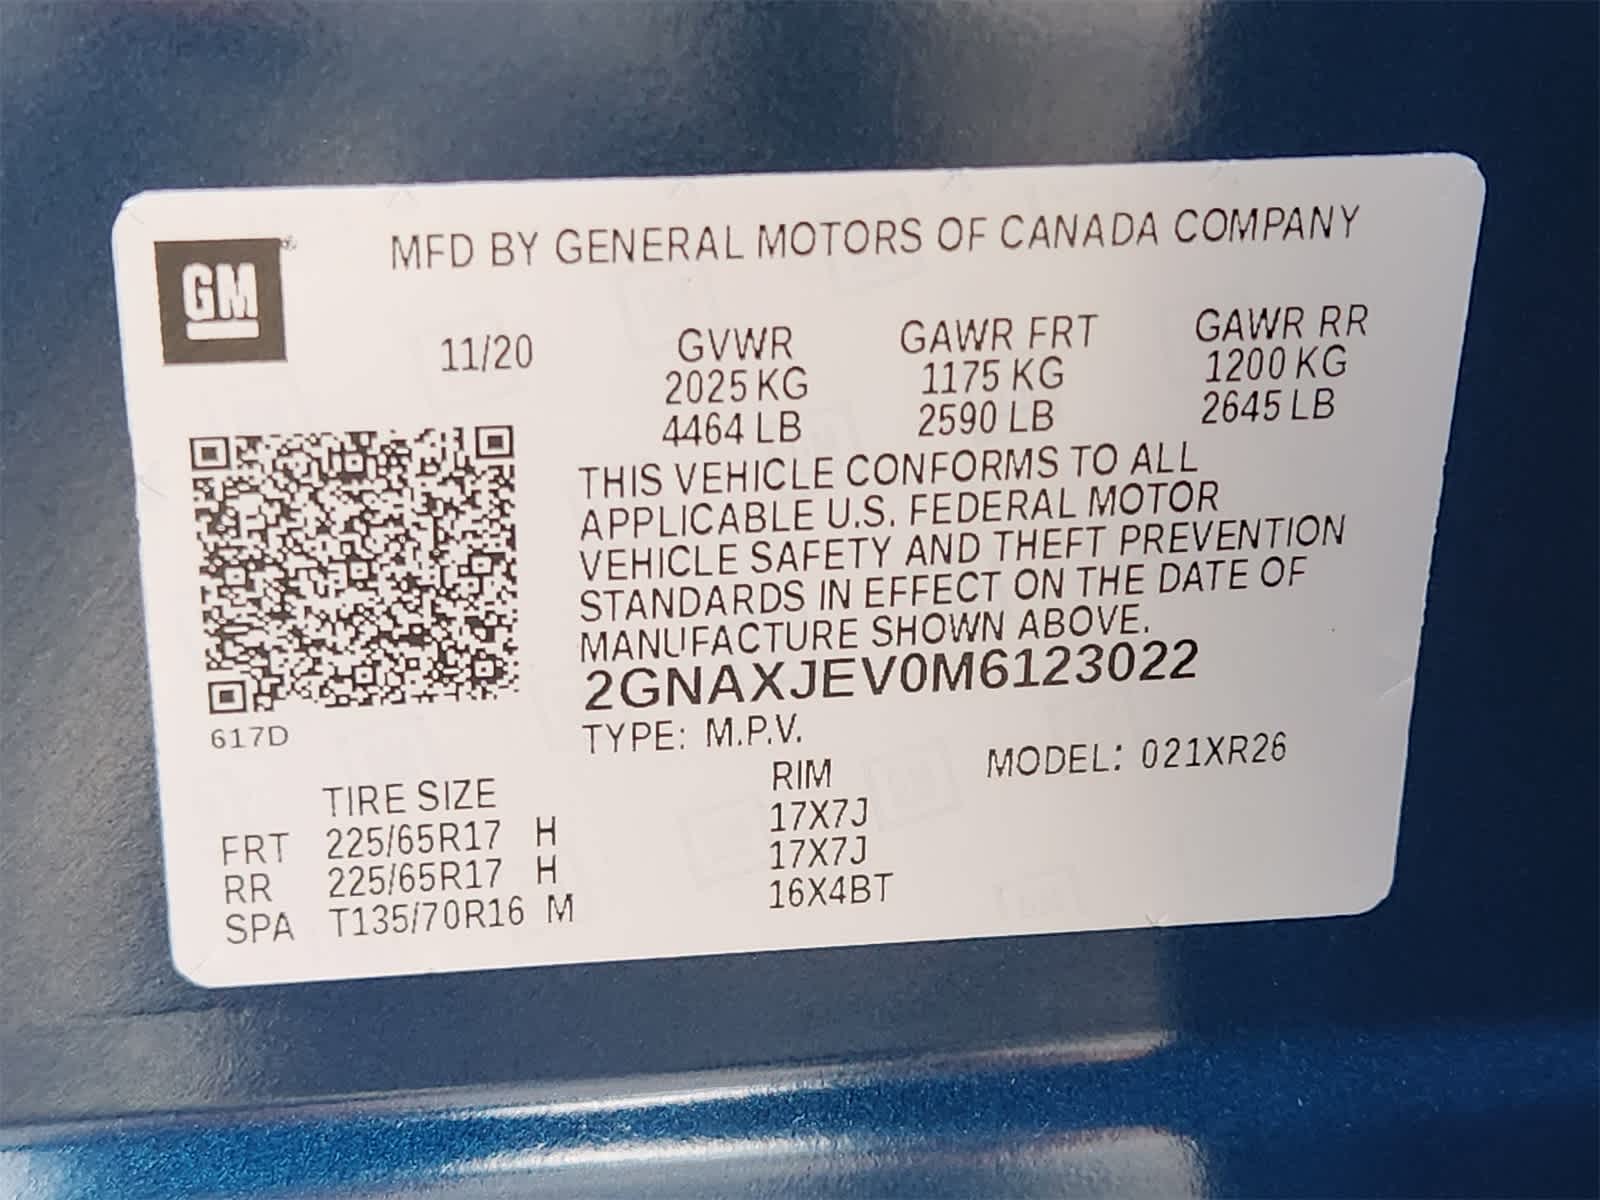 GM®
MFD BY GENERAL MOTORS OF CANADA COMPANY
11/20
GVWR GAWR FRT GAWR RR
2025 KG 1175 KG 1200 KG
4464 LB 2590 LB 2645 LB
THIS VEHICLE CONFORMS TO ALL
APPLICABLE U.S. FEDERAL MOTOR
VEHICLE SAFETY AND THEFT PREVENTION
STANDARDS IN EFFECT ON THE DATE OF
MANUFACTURE SHOWN ABOVE.
2GNAXJEV0M6123022
617D
TYPE: M.P.V.
MODEL: 021XR26
TIRE SIZE RIM
FRT 225/65R17 H 17X7J
RR 225/65R17 H 17X7J
SPA T135/70R16 M 16X4BT